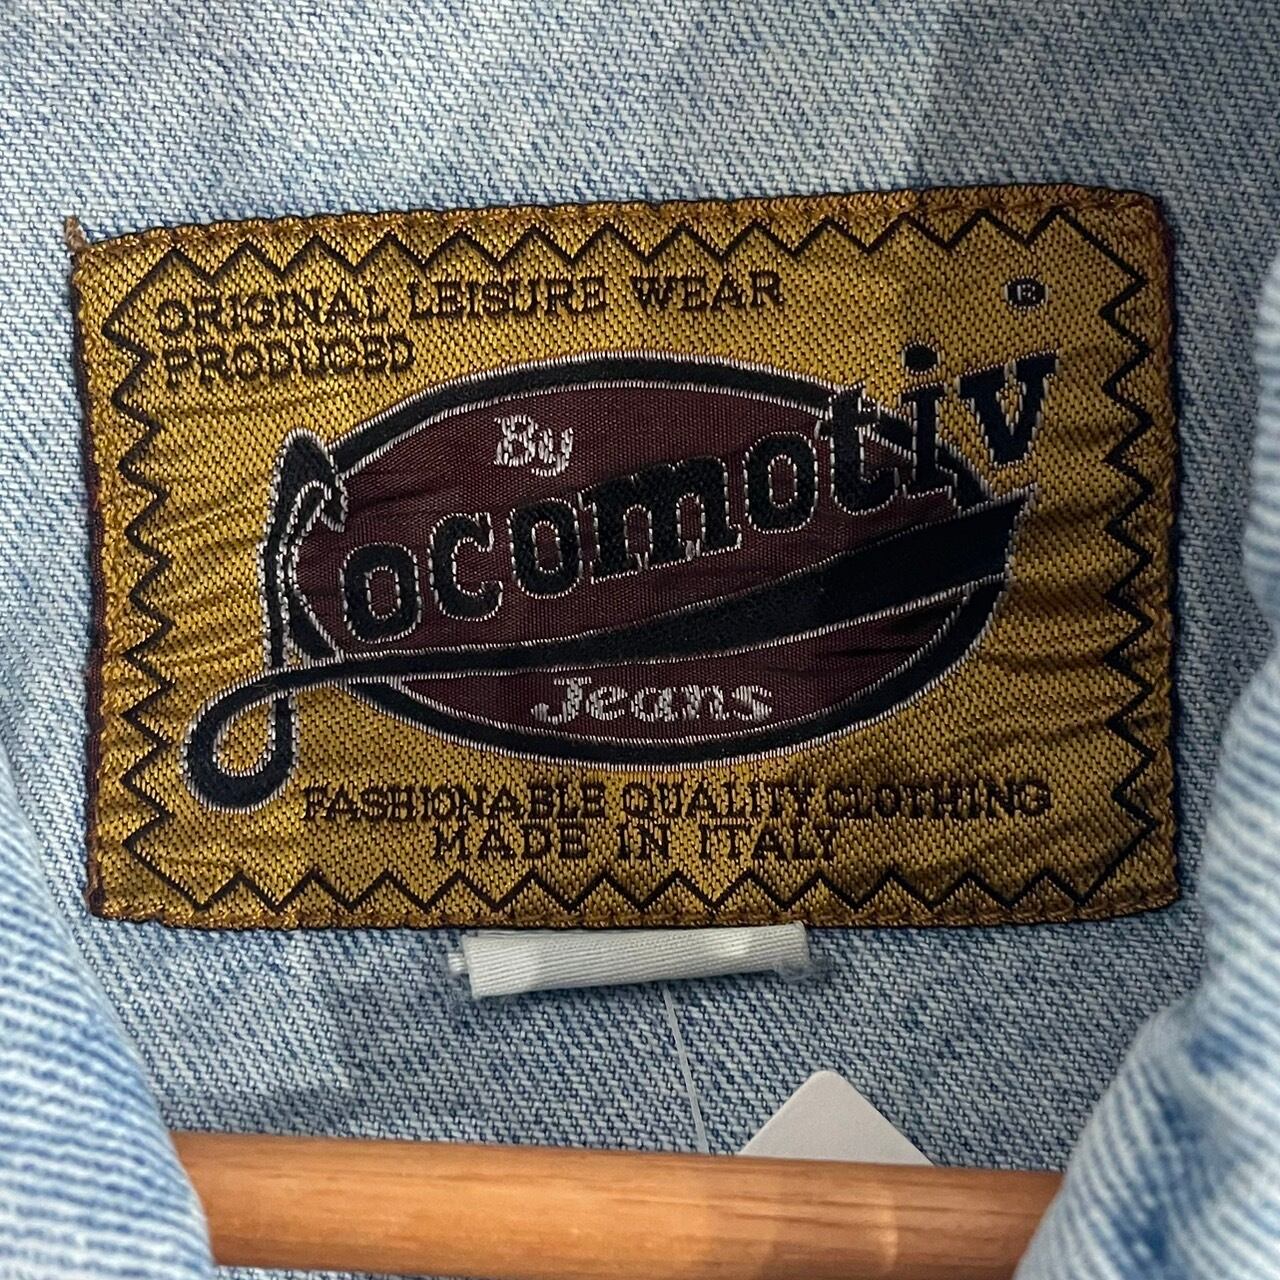 ORIGINAL LEISURE WEAR
PRODUCED
®
By
Locomotiv
Jeans
FASHIONABLE QUALITY CLOTHING
MADE IN ITALY